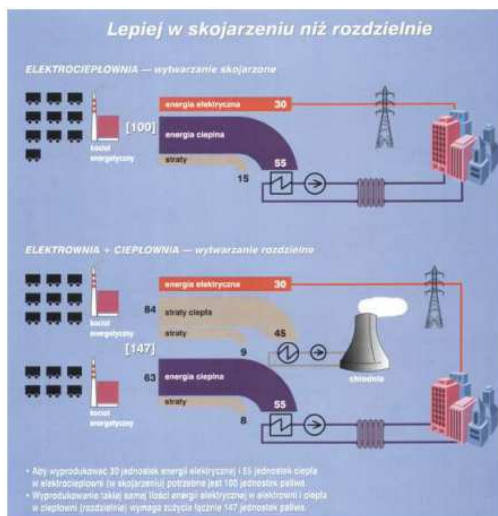 Lepiej w skojarzeniu niż rozdzielnie
ELEKTROCIEPŁOWNIA — wytwarzanie skojarzone
energia elektryczna 30
[100]
energia cieplna
kocioł
energetyczny
straty
55
15
ELEKTROWNIA + CIEPŁOWNIA — wytwarzanie rozdzielne
energia elektryczna 30
84
straty ciepła
kocioł
energetyczny
straty
45
9
[147]
chłodnia
63
energia cieplna
straty
55
kocioł
energetyczny
8
• Aby wyprodukować 30 jednostek energii elektrycznej i 55 jednostek ciepła
w elektrociepłowni (w skojarzeniu) potrzebne jest 100 jednostek paliwa.
• Wyprodukowanie takiej samej ilości energii elektrycznej w elektrowni i ciepła
w ciepłowni (rozdzielnie) wymaga zużycia łącznie 147 jednostek paliwa.